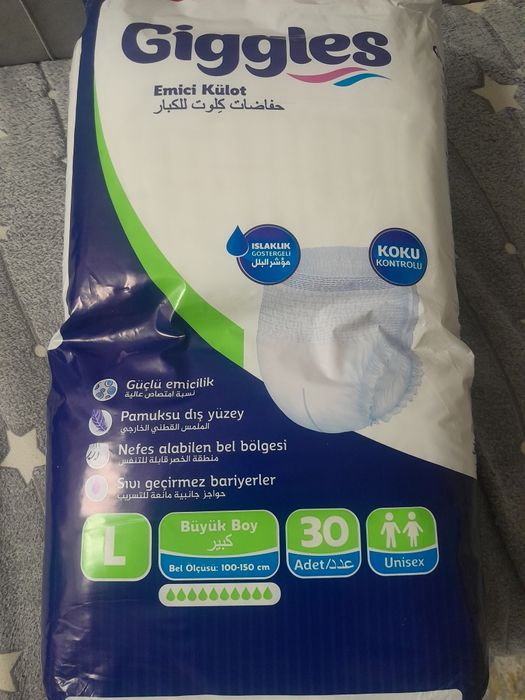 Giggles
Emici Külot
حفاضات كِلوت للكبار
ISLAKLIK
GÖSTERGELİ
مؤشر البلل
KOKU
KONTROLÜ
Güçlü emicilik
نسبة امتصاص عالية
Pamuksu dış yüzey
الملمس القطني الخارجي
Nefes alabilen bel bölgesi
منطقة الخصر قابلة للتنفس
Sıvı geçirmez bariyerler
حواجز جانبية مانعة للتسريب
L
Büyük Boy
كبير
Bel Ölçüsü: 100-150 cm
30
Adet/عدد
Unisex